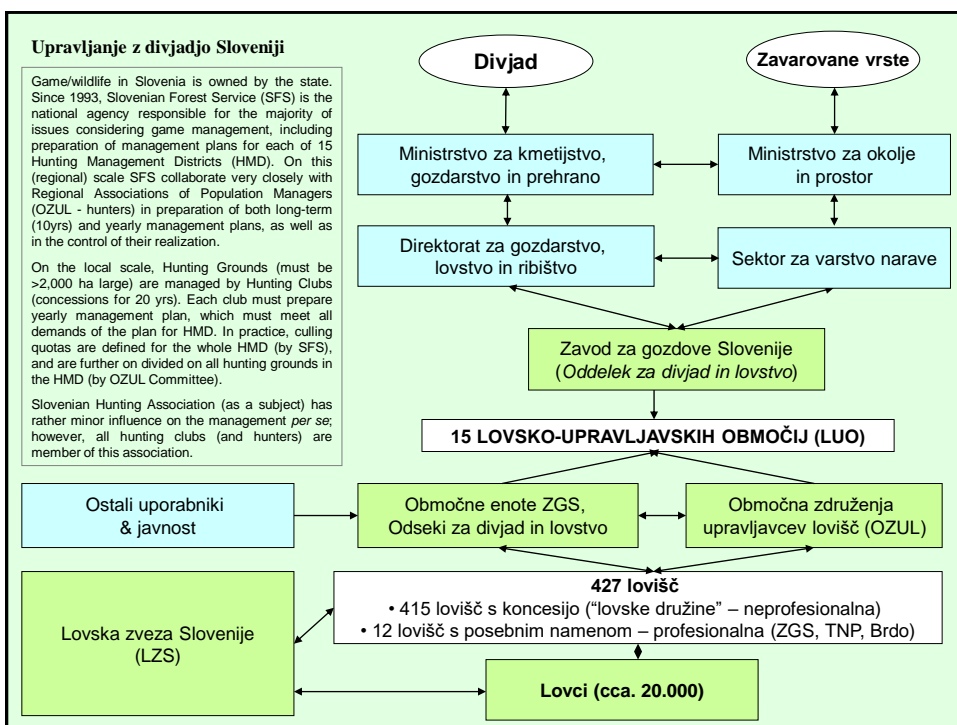 Upravljanje z divjadjo Sloveniji
Game/wildlife in Slovenia is owned by the state.
Since 1993, Slovenian Forest Service (SFS) is the
national agency responsible for the majority of
issues considering game management, including
preparation of management plans for each of 15
Hunting Management Districts (HMD). On this
(regional) scale SFS collaborate very closely with
Regional Associations of Population Managers
(OZUL - hunters) in preparation of both long-term
(10yrs) and yearly management plans, as well as
in the control of their realization.
On the local scale, Hunting Grounds (must be
>2,000 ha large) are managed by Hunting Clubs
(concessions for 20 yrs). Each club must prepare
yearly management plan, which must meet all
demands of the plan for HMD. In practice, culling
quotas are defined for the whole HMD (by SFS),
and are further on divided on all hunting grounds
in the HMD (by OZUL Committee).
Slovenian Hunting Association (as a subject) has
rather minor influence on the management per se;
however, all hunting clubs (and hunters) are
member of this association.
Divjad
Zavarovane vrste
Ministrstvo za kmetijstvo,
gozdarstvo in prehrano
Ministrstvo za okolje
in prostor
Direktorat za gozdarstvo,
lovstvo in ribištvo
Sektor za varstvo narave
Zavod za gozdove Slovenije
(Oddelek za divjad in lovstvo)
15 LOVSKO-UPRAVLJAVSKIH OBMOČIJ (LUO)
Ostali uporabniki
& javnost
Območne enote ZGS,
Odseki za divjad in lovstvo
Območna združenja
upravljavcev lovišč (OZUL)
427 lovišč
• 415 lovišč s koncesijo (“lovske družine” – neprofesionalna)
• 12 lovišč s posebnim namenom – profesionalna (ZGS, TNP, Brdo)
Lovska zveza Slovenije
(LZS)
Lovci (cca. 20.000)